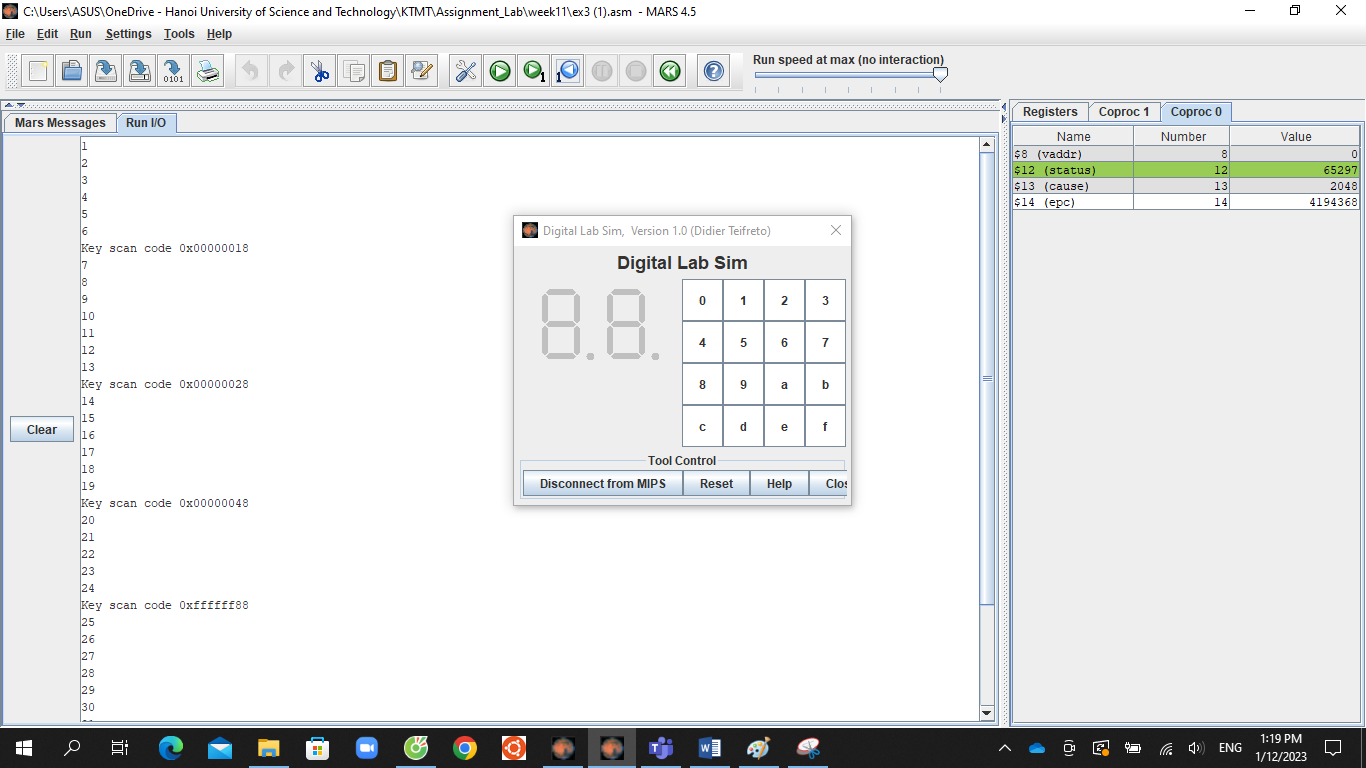 C:\Users\ASUS\OneDrive - Hanoi University of Science and Technology\KTMT\Assignment_Lab\week11\ex3 (1).asm - MARS 4.5
File Edit Run Settings Tools Help
Run speed at max (no interaction)
0101
1
1
Mars Messages Run I/O
Registers Coproc 1 Coproc 0
Name Number Value
$8 (vaddr) 8 0
$12 (status) 12 65297
$13 (cause) 13 2048
$14 (epc) 14 4194368
Clear
1
2
3
4
5
6
Key scan code 0x00000018
7
8
9
10
11
12
13
Key scan code 0x00000028
14
15
16
17
18
19
Key scan code 0x00000048
20
21
22
23
24
Key scan code 0xffffff88
25
26
27
28
29
30
Digital Lab Sim, Version 1.0 (Didier Teifreto)
Digital Lab Sim
8.8.
0 1 2 3
4 5 6 7
8 9 a b
c d e f
Tool Control
Disconnect from MIPS Reset Help Clos
ENG
1:19 PM
1/12/2023